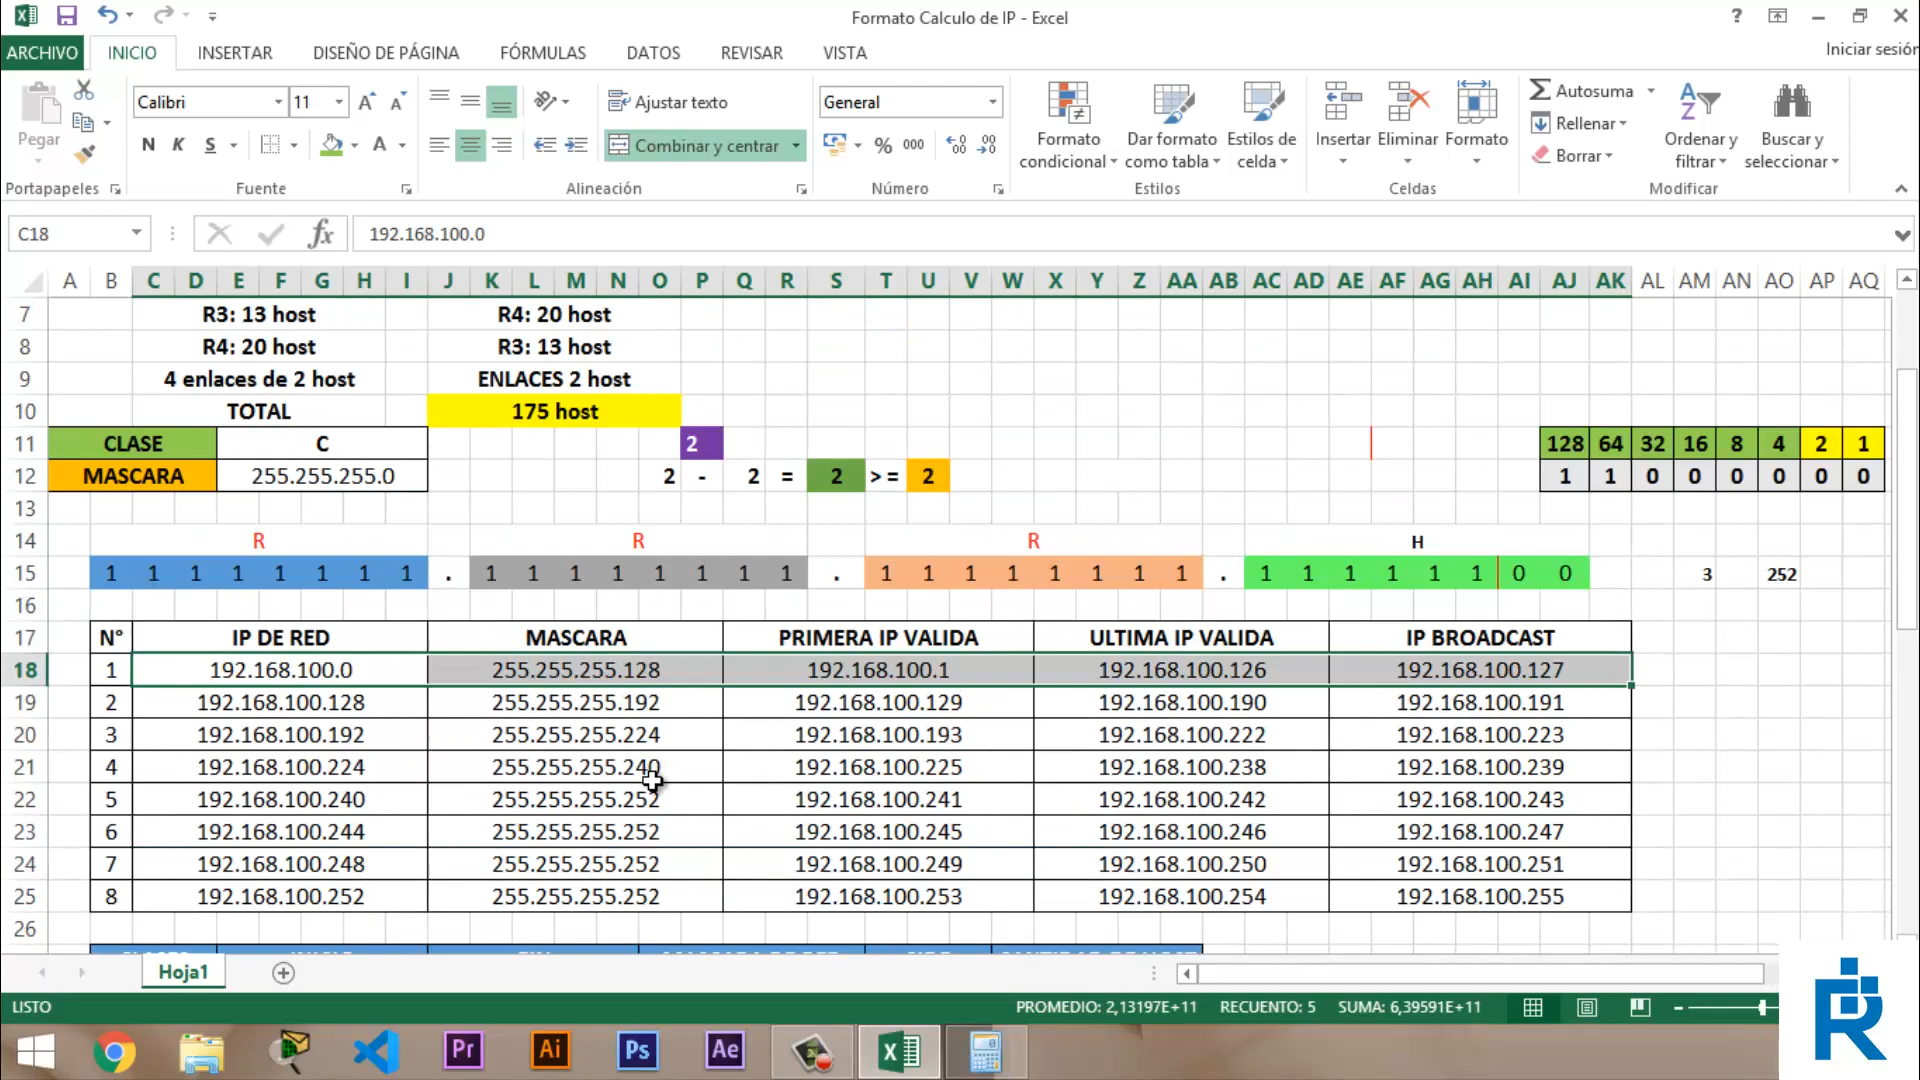 Formato Calculo de IP - Excel
?
ARCHIVO INICIO INSERTAR DISEÑO DE PÁGINA FÓRMULAS DATOS REVISAR VISTA
Iniciar sesión
Pegar
Portapapeles
Calibri 11
N K S A
Fuente
Ajustar texto
Combinar y centrar
Alineación
General
% 000
Número
Formato condicional
Dar formato como tabla
Estilos de celda
Estilos
Insertar Eliminar Formato
Celdas
Autosuma
Rellenar
Borrar
Ordenar y filtrar
Buscar y seleccionar
Modificar
C18 fx 192.168.100.0
A B C D E F G H I J K L M N O P Q R S T U V W X Y Z AA AB AC AD AE AF AG AH AI AJ AK AL AM AN AO AP AQ
7 R3: 13 host R4: 20 host
8 R4: 20 host R3: 13 host
9 4 enlaces de 2 host ENLACES 2 host
10 TOTAL 175 host
11 CLASE C 2 128 64 32 16 8 4 2 1
12 MASCARA 255.255.255.0 2 - 2 = 2 >= 2 1 1 0 0 0 0 0 0
13
14 R R R H
15 1 1 1 1 1 1 1 1 . 1 1 1 1 1 1 1 1 . 1 1 1 1 1 1 1 1 . 1 1 1 1 1 1 0 0 3 252
16
17 N° IP DE RED MASCARA PRIMERA IP VALIDA ULTIMA IP VALIDA IP BROADCAST
18 1 192.168.100.0 255.255.255.128 192.168.100.1 192.168.100.126 192.168.100.127
19 2 192.168.100.128 255.255.255.192 192.168.100.129 192.168.100.190 192.168.100.191
20 3 192.168.100.192 255.255.255.224 192.168.100.193 192.168.100.222 192.168.100.223
21 4 192.168.100.224 255.255.255.240 192.168.100.225 192.168.100.238 192.168.100.239
22 5 192.168.100.240 255.255.255.252 192.168.100.241 192.168.100.242 192.168.100.243
23 6 192.168.100.244 255.255.255.252 192.168.100.245 192.168.100.246 192.168.100.247
24 7 192.168.100.248 255.255.255.252 192.168.100.249 192.168.100.250 192.168.100.251
25 8 192.168.100.252 255.255.255.252 192.168.100.253 192.168.100.254 192.168.100.255
26
Hoja1
LISTO PROMEDIO: 2,13197E+11 RECUENTO: 5 SUMA: 6,39591E+11
Pr Ai Ps Ae